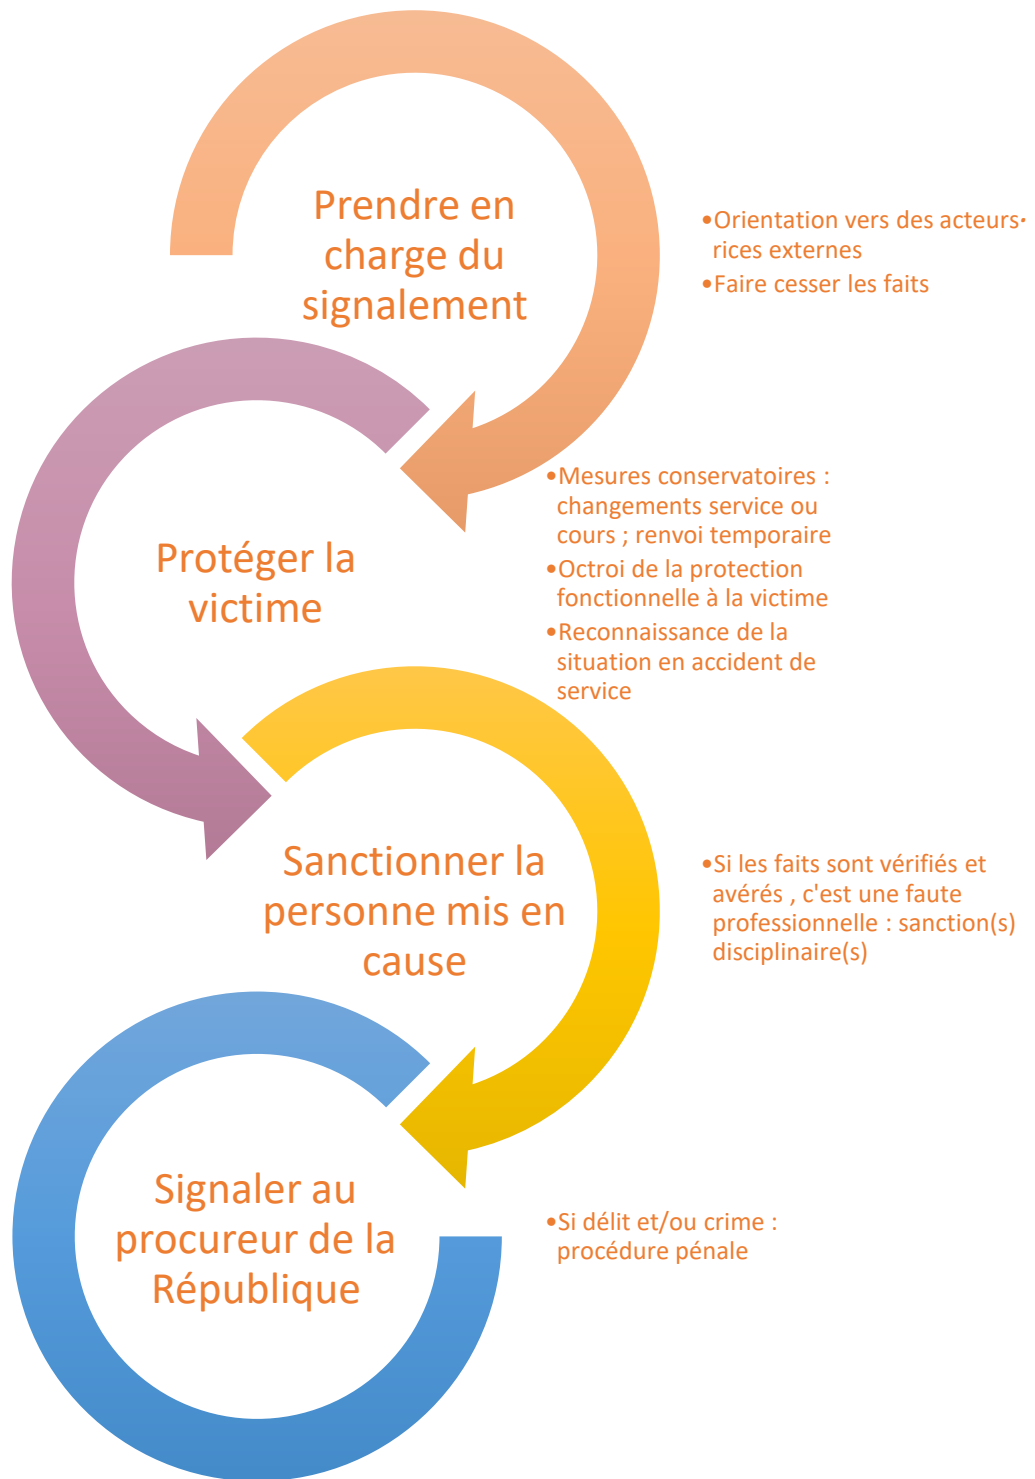 Prendre en
charge du
signalement
•Orientation vers des acteurs·
rices externes
•Faire cesser les faits
Protéger la
victime
•Mesures conservatoires :
changements service ou
cours ; renvoi temporaire
•Octroi de la protection
fonctionnelle à la victime
•Reconnaissance de la
situation en accident de
service
Sanctionner la
personne mis en
cause
•Si les faits sont vérifiés et
avérés , c'est une faute
professionnelle : sanction(s)
disciplinaire(s)
Signaler au
procureur de la
République
•Si délit et/ou crime :
procédure pénale